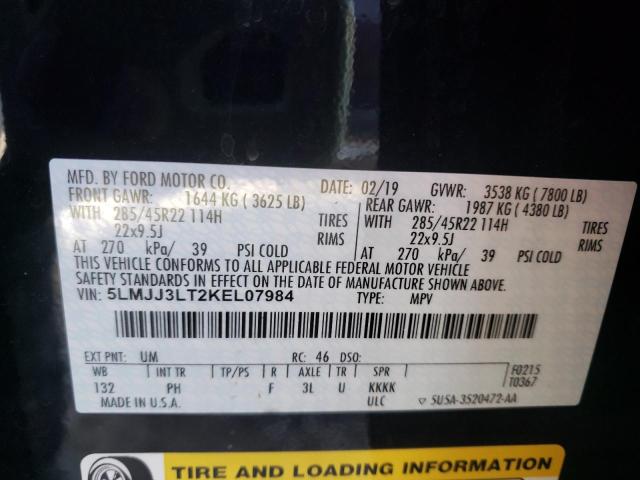 MFD. BY FORD MOTOR CO. DATE: 02/19 GVWR: 3538 KG ( 7800 LB)
FRONT GAWR: 1644 KG ( 3625 LB) REAR GAWR: 1987 KG ( 4380 LB)
WITH 285/45R22 114H TIRES WITH 285/45R22 114H TIRES
22x9.5J RIMS 22x9.5J RIMS
AT 270 kPa/ 39 PSI COLD AT 270 kPa/ 39 PSI COLD
THIS VEHICLE CONFORMS TO ALL APPLICABLE FEDERAL MOTOR VEHICLE
SAFETY STANDARDS IN EFFECT ON THE DATE OF MANUFACTURE SHOWN ABOVE.
VIN: 5LMJJ3LT2KEL07984 TYPE: MPV
EXT PNT: UM RC: 46 DSO:
WB INT TR TP/PS R AXLE TR SPR F0215
132 PH F 3L U KKKK T0367
MADE IN U.S.A. ULC 5USA-3520472-AA
TIRE AND LOADING INFORMATION